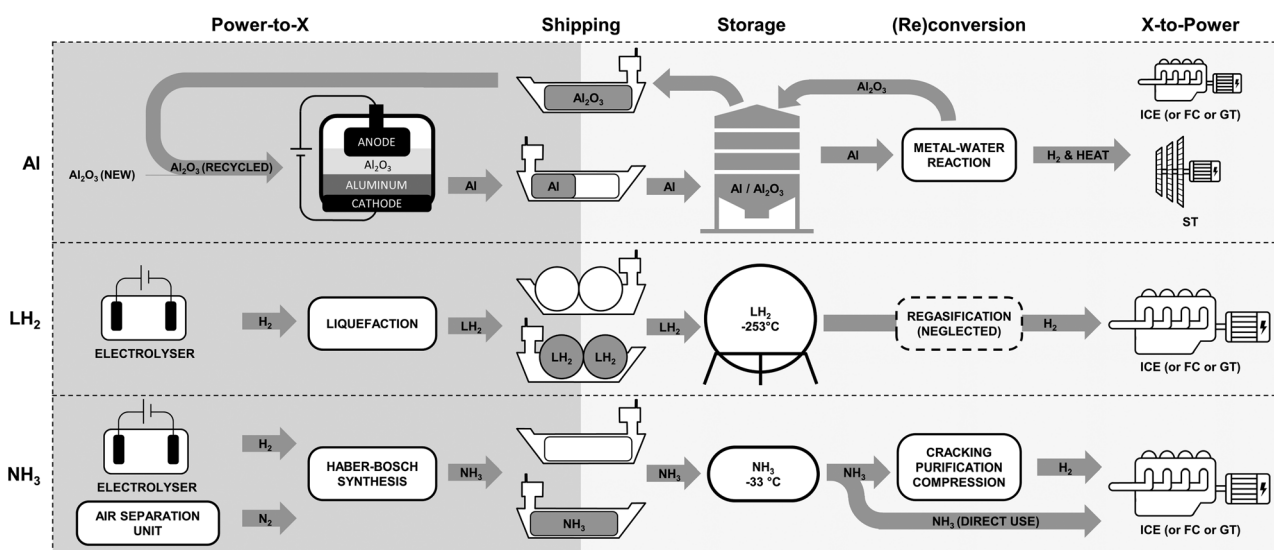 Power-to-X
Shipping
Storage
(Re)conversion
X-to-Power
Al
Al₂O₃ (NEW)
Al₂O₃ (RECYCLED)
ANODE
Al₂O₃
ALUMINUM
CATHODE
Al
Al₂O₃
Al
Al
Al / Al₂O₃
Al
Al₂O₃
METAL-WATER
REACTION
H₂ & HEAT
ICE (or FC or GT)
ST
LH₂
ELECTROLYSER
H₂
LIQUEFACTION
LH₂
LH₂
LH₂
LH₂
LH₂
-253°C
REGASIFICATION
(NEGLECTED)
H₂
ICE (or FC or GT)
NH₃
ELECTROLYSER
AIR SEPARATION
UNIT
H₂
N₂
HABER-BOSCH
SYNTHESIS
NH₃
NH₃
NH₃
NH₃
-33 °C
NH₃
CRACKING
PURIFICATION
COMPRESSION
H₂
NH₃ (DIRECT USE)
ICE (or FC or GT)